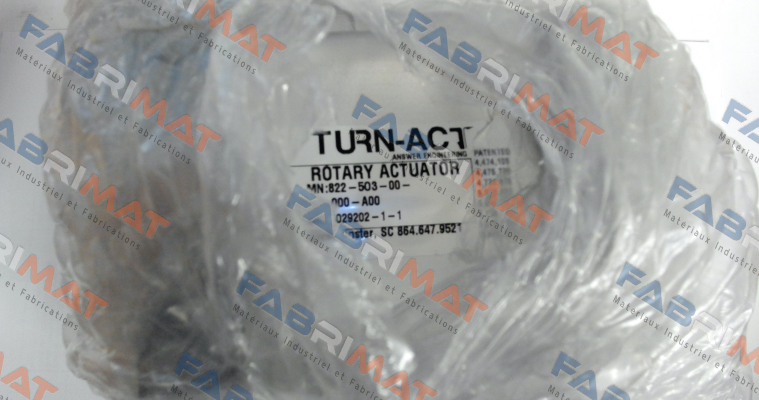 TURN-ACT
ANSWER ENGINEERING
PATENTED
ROTARY ACTUATOR
MN:822-503-00-
000-A00
029202-1-1
SC 864.647.9521
FABRIMAT
Materiaux Industriel et Fabrications